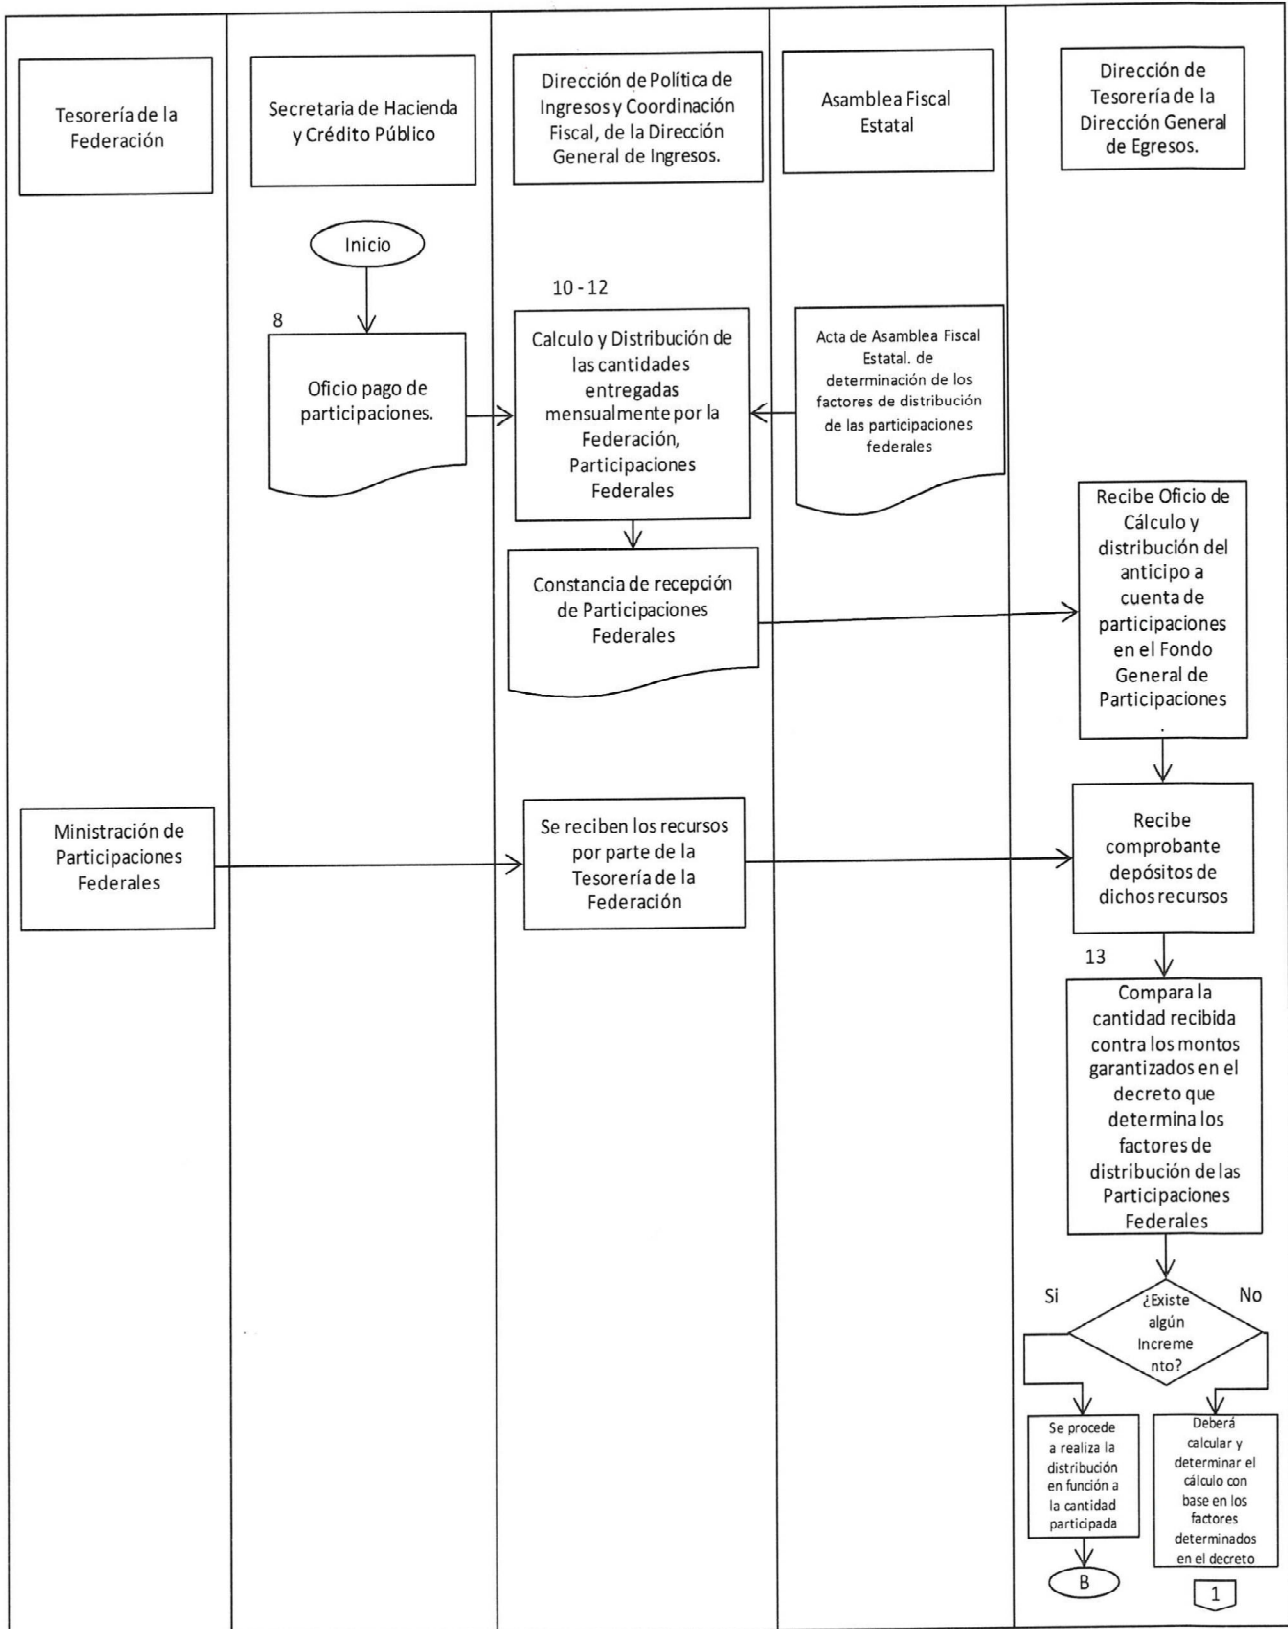 Tesorería de la
Federación
Secretaria de Hacienda
y Crédito Público
Dirección de Política de
Ingresos y Coordinación
Fiscal, de la Dirección
General de Ingresos.
Asamblea Fiscal
Estatal
Dirección de
Tesorería de la
Dirección General
de Egresos.
Inicio
8
Oficio pago de
participaciones.
10 - 12
Calculo y Distribución de
las cantidades
entregadas
mensualmente por la
Federación,
Participaciones
Federales
Acta de Asamblea Fiscal
Estatal. de
determinación de los
factores de distribución
de las participaciones
federales
Constancia de recepción
de Participaciones
Federales
Recibe Oficio de
Cálculo y
distribución del
anticipo a
cuenta de
participaciones
en el Fondo
General de
Participaciones
.
Ministración de
Participaciones
Federales
Se reciben los recursos
por parte de la
Tesorería de la
Federación
Recibe
comprobante
depósitos de
dichos recursos
13
Compara la
cantidad recibida
contra los montos
garantizados en el
decreto que
determina los
factores de
distribución de las
Participaciones
Federales
Si
¿Existe
algún
Increme
nto?
No
Se procede
a realiza la
distribución
en función a
la cantidad
participada
B
Deberá
calcular y
determinar el
cálculo con
base en los
factores
determinados
en el decreto
1